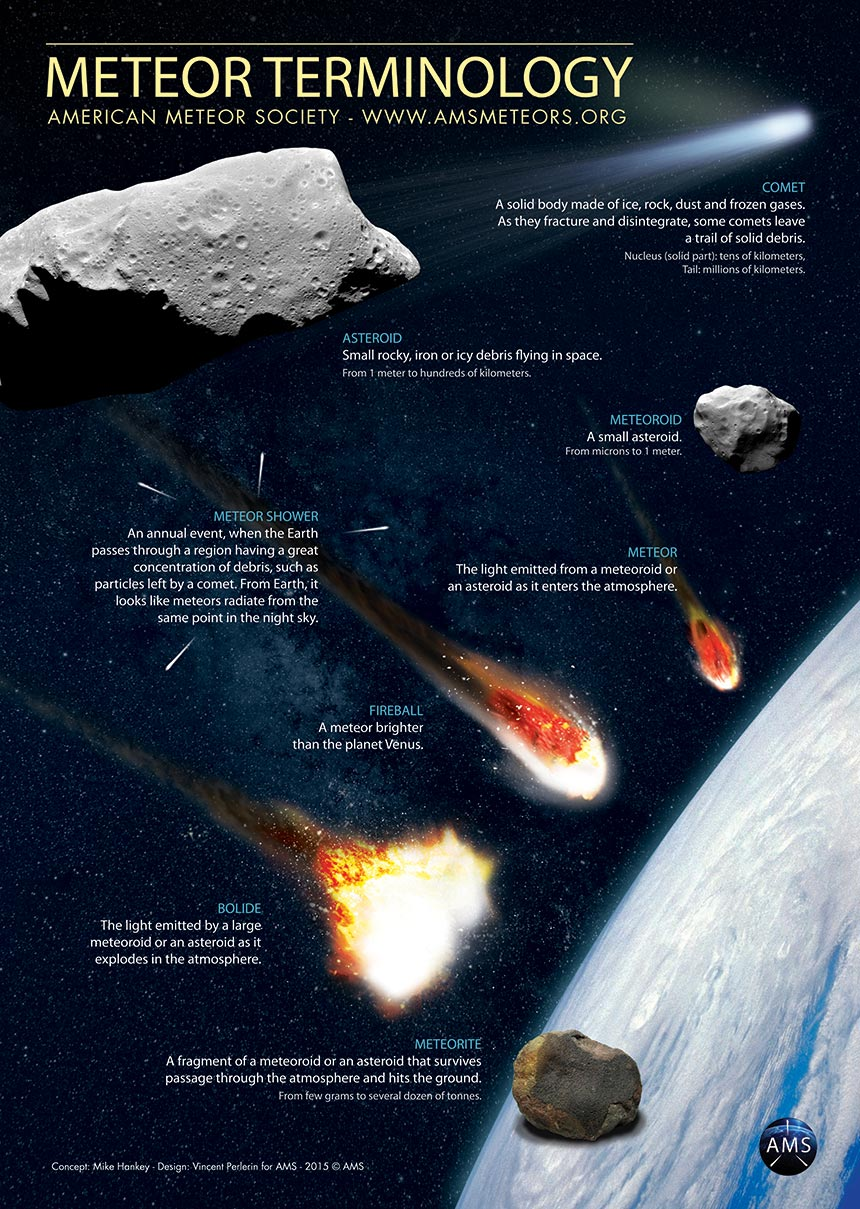 METEOR TERMINOLOGY
AMERICAN METEOR SOCIETY - WWW.AMSMETEORS.ORG
COMET
A solid body made of ice, rock, dust and frozen gases.
As they fracture and disintegrate, some comets leave
a trail of solid debris.
Nucleus (solid part): tens of kilometers,
Tail: millions of kilometers.
ASTEROID
Small rocky, iron or icy debris flying in space.
From 1 meter to hundreds of kilometers.
METEOROID
A small asteroid.
From microns to 1 meter.
METEOR SHOWER
An annual event, when the Earth
passes through a region having a great
concentration of debris, such as
particles left by a comet. From Earth, it
looks like meteors radiate from the
same point in the night sky.
METEOR
The light emitted from a meteoroid or
an asteroid as it enters the atmosphere.
FIREBALL
A meteor brighter
than the planet Venus.
BOLIDE
The light emitted by a large
meteoroid or an asteroid as it
explodes in the atmosphere.
METEORITE
A fragment of a meteoroid or an asteroid that survives
passage through the atmosphere and hits the ground.
From few grams to several dozen of tonnes.
AMS
Concept: Mike Hankey - Design: Vincent Perlerin for AMS - 2015 © AMS